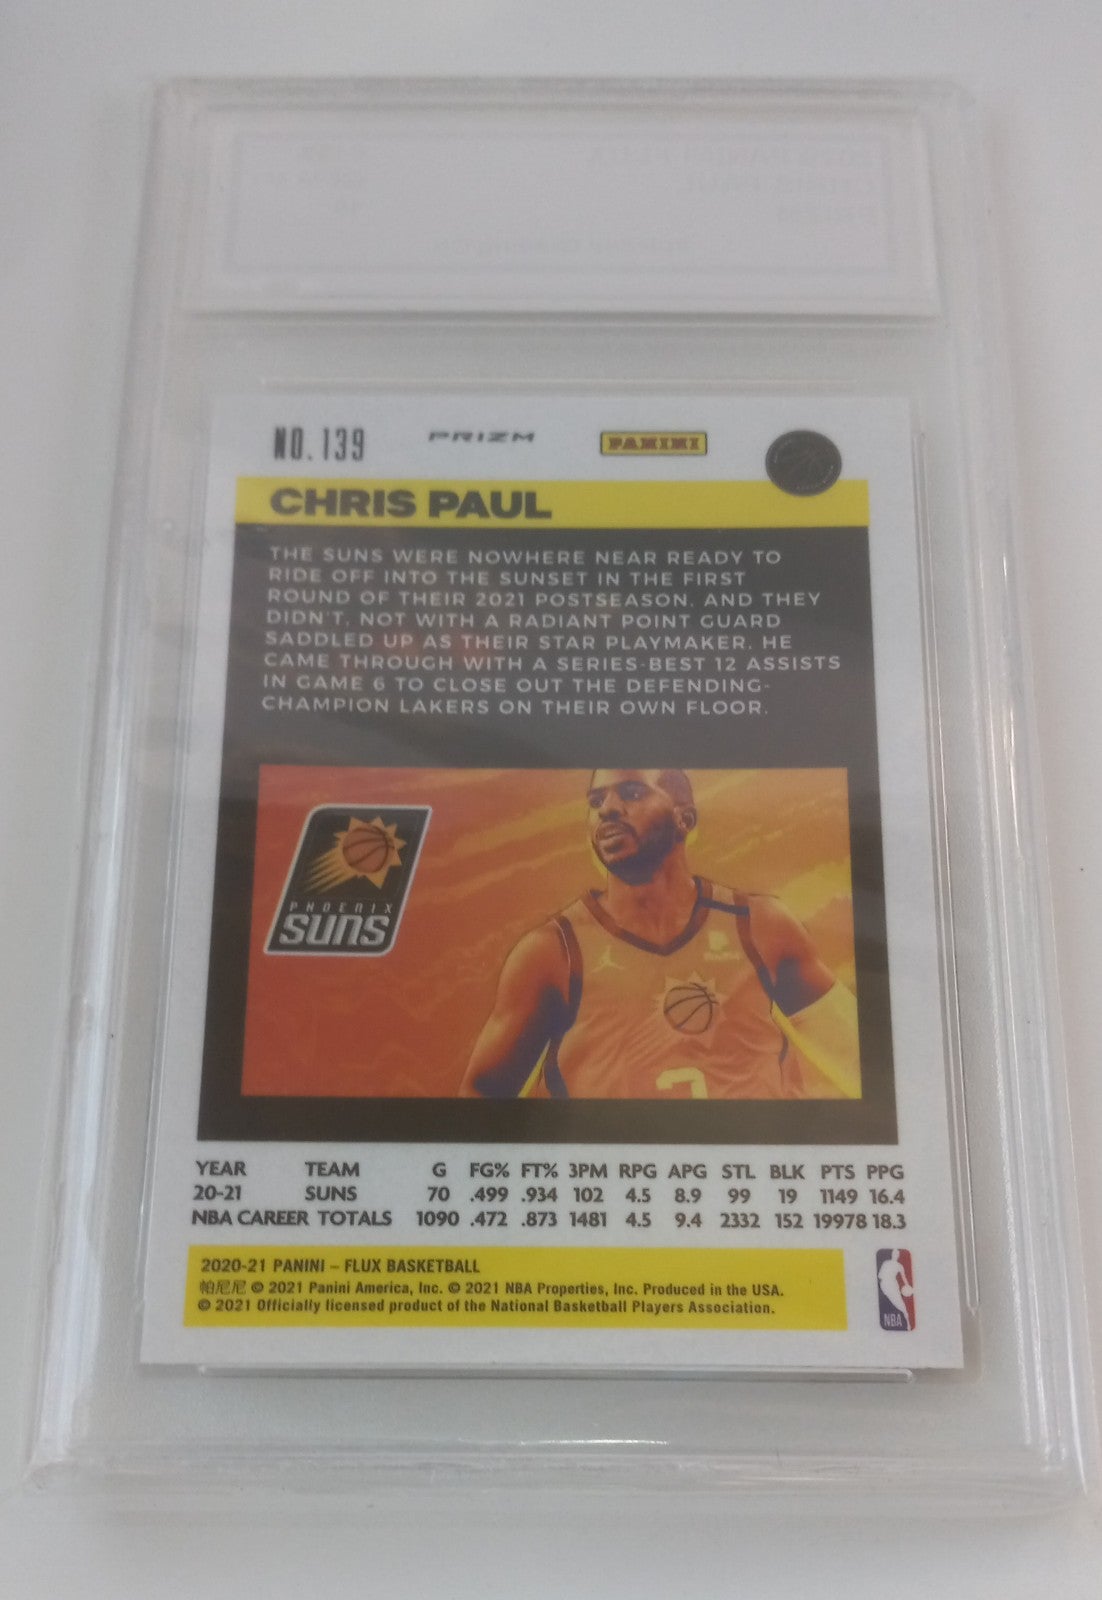 NO. 139 PRIZM PANINI
CHRIS PAUL
THE SUNS WERE NOWHERE NEAR READY TO
RIDE OFF INTO THE SUNSET IN THE FIRST
ROUND OF THEIR 2021 POSTSEASON. AND THEY
DIDN'T, NOT WITH A RADIANT POINT GUARD
SADDLED UP AS THEIR STAR PLAYMAKER. HE
CAME THROUGH WITH A SERIES-BEST 12 ASSISTS
IN GAME 6 TO CLOSE OUT THE DEFENDING-
CHAMPION LAKERS ON THEIR OWN FLOOR.
PHOENIX
SUNS
3
YEAR TEAM G FG% FT% 3PM RPG APG STL BLK PTS PPG
20-21 SUNS 70 .499 .934 102 4.5 8.9 99 19 1149 16.4
NBA CAREER TOTALS 1090 .472 .873 1481 4.5 9.4 2332 152 19978 18.3
2020-21 PANINI – FLUX BASKETBALL
帕尼尼 © 2021 Panini America, Inc. © 2021 NBA Properties, Inc. Produced in the USA.
© 2021 Officially licensed product of the National Basketball Players Association.
NBA